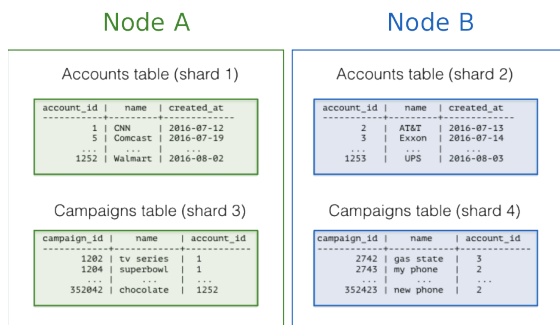 Node A
Accounts table (shard 1)
account_id | name | created_at
------------+---------+------------
1 | CNN | 2016-07-12
5 | Comcast | 2016-07-19
... | ... | ...
1252 | Walmart | 2016-08-02
Campaigns table (shard 3)
campaign_id | name | account_id
-------------+-----------+------------
1202 | tv series | 1
1204 | superbowl | 1
... | ... | ...
352042 | chocolate | 1252
Node B
Accounts table (shard 2)
account_id | name | created_at
------------+---------+------------
2 | AT&T | 2016-07-13
3 | Exxon | 2016-07-14
... | ... | ...
1253 | UPS | 2016-08-03
Campaigns table (shard 4)
campaign_id | name | account_id
-------------+-----------+------------
2742 | gas state | 3
2743 | my phone | 2
... | ... | ...
352423 | new phone | 2